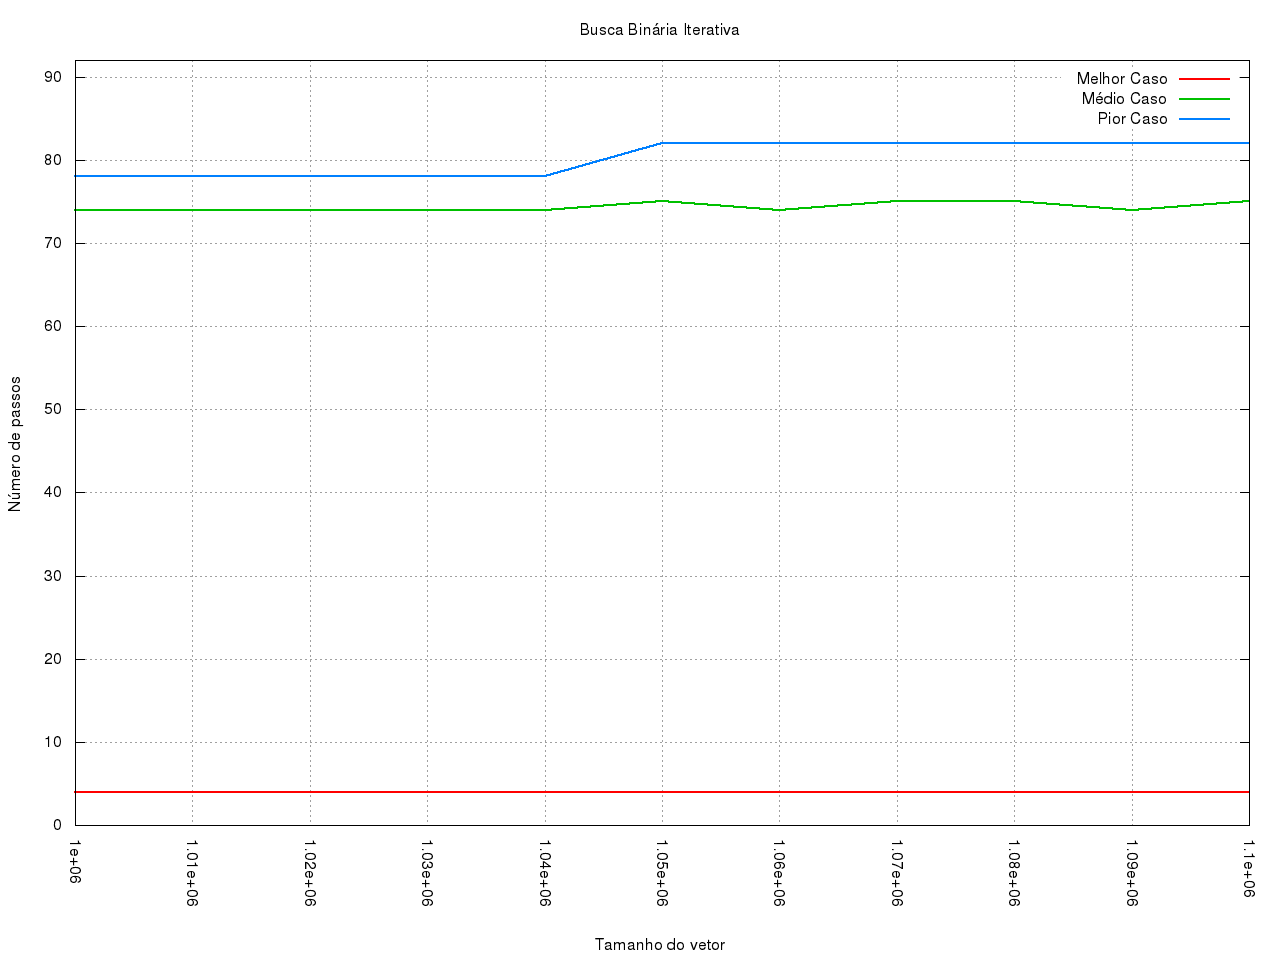 Busca Binária Iterativa
Melhor Caso
Médio Caso
Pior Caso
90
80
70
60
50
40
30
20
10
0
Número de passos
1e+06
1.01e+06
1.02e+06
1.03e+06
1.04e+06
1.05e+06
1.06e+06
1.07e+06
1.08e+06
1.09e+06
1.1e+06
Tamanho do vetor